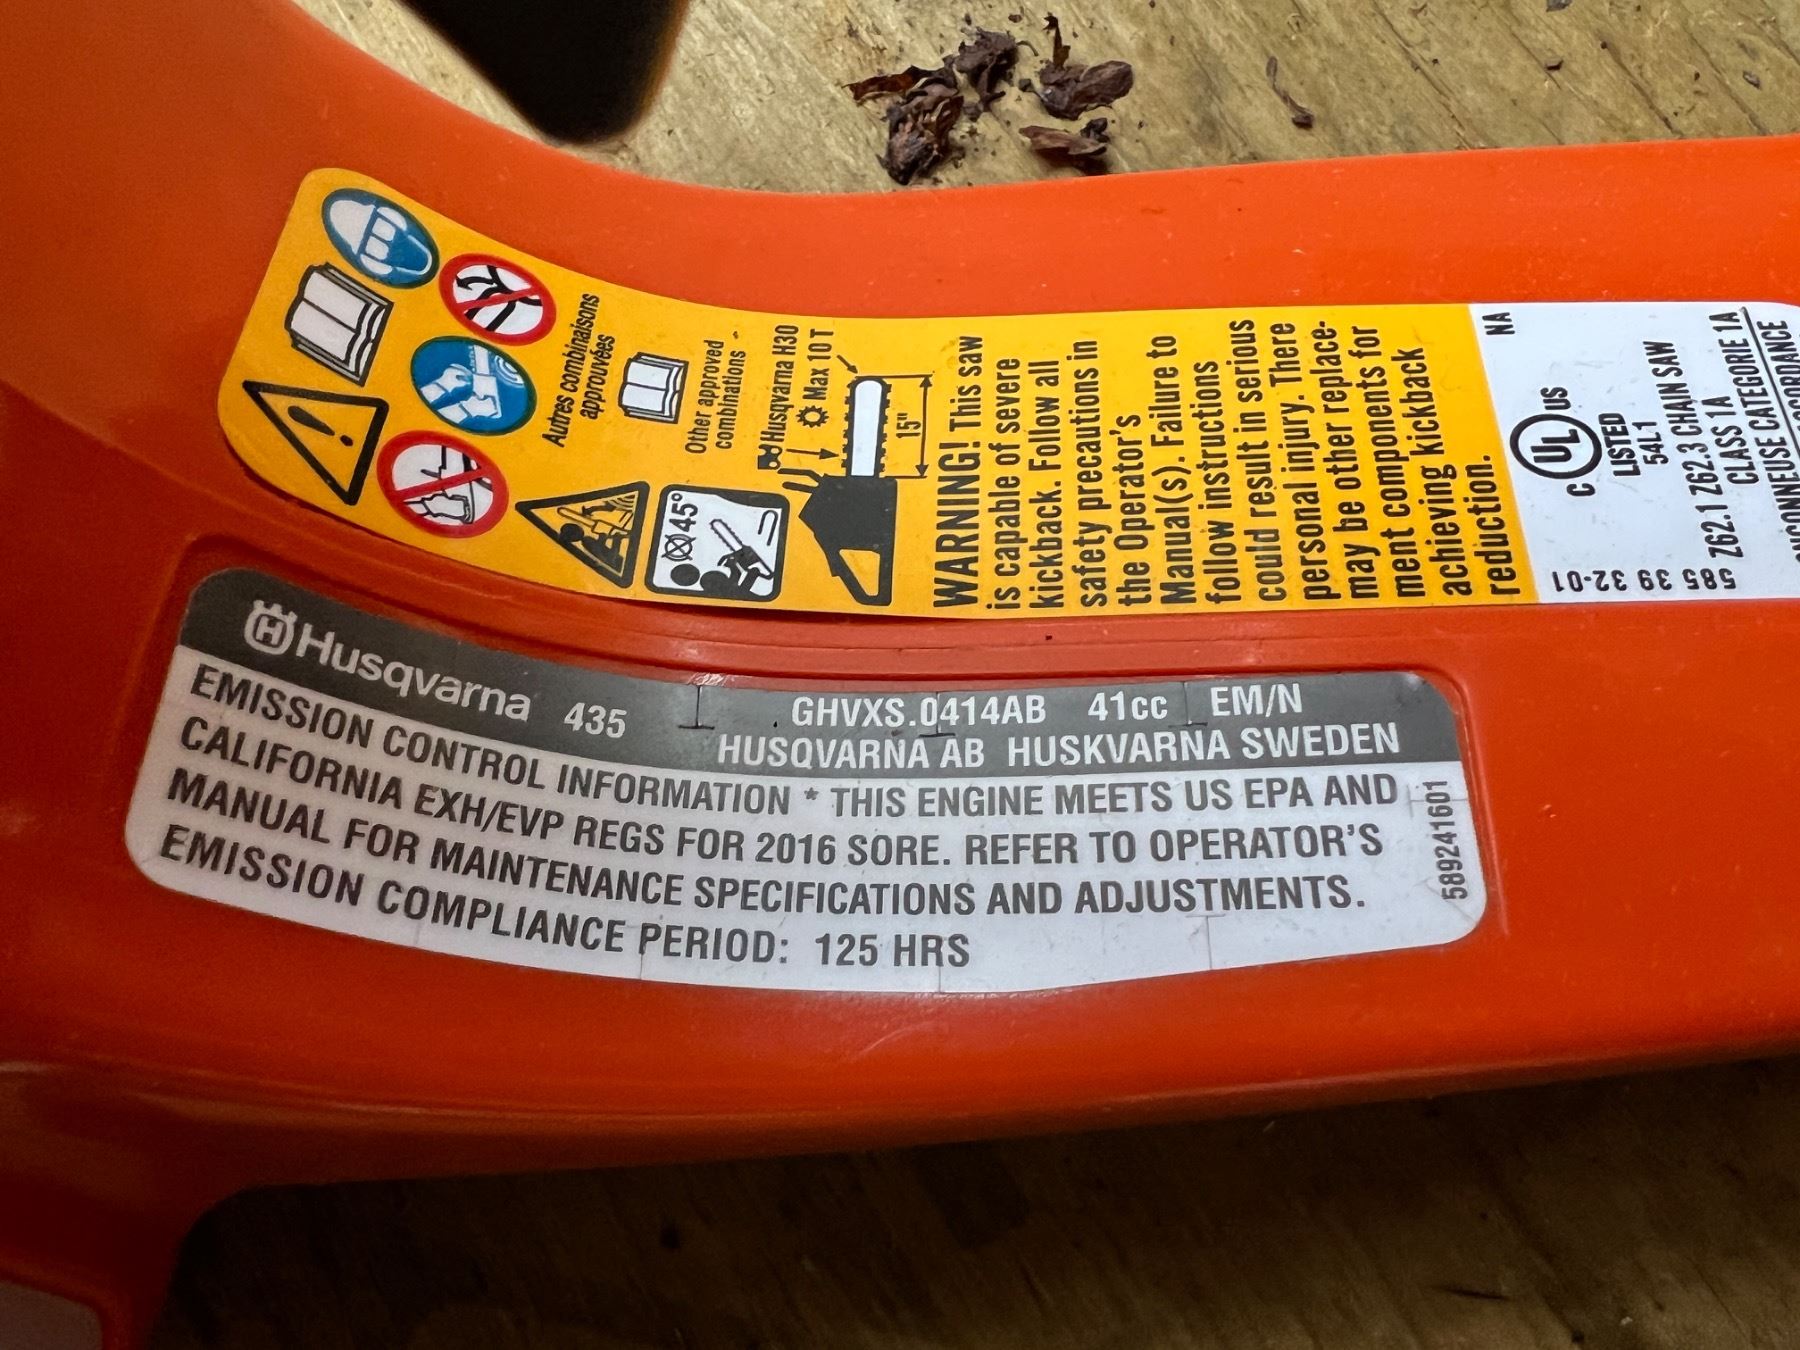 Autres combinaisons
approuvées
Other approved
combinations
Husqvarna H30
Max 10 T
15"
45°
WARNING! This saw
is capable of severe
kickback. Follow all
safety precautions in
the Operator's
Manual(s). Failure to
follow instructions
could result in serious
personal injury. There
may be other replace-
ment components for
achieving kickback
reduction.
NA
C UL US
LISTED
54L1
Z62.1 Z62.3 CHAIN SAW
CLASS 1A
CATEGORIE 1A
585 39 32-01
H Husqvarna 435 GHVXS.0414AB 41cc EM/N
HUSQVARNA AB HUSKVARNA SWEDEN
EMISSION CONTROL INFORMATION * THIS ENGINE MEETS US EPA AND
CALIFORNIA EXH/EVP REGS FOR 2016 SORE. REFER TO OPERATOR'S
MANUAL FOR MAINTENANCE SPECIFICATIONS AND ADJUSTMENTS.
EMISSION COMPLIANCE PERIOD: 125 HRS
589241601